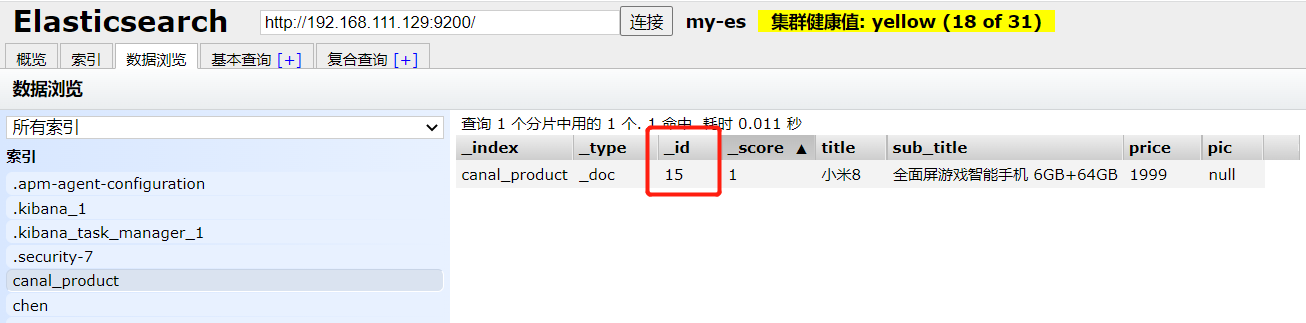 Elasticsearch http://192.168.111.129:9200/ 连接 my-es 集群健康值: yellow (18 of 31)
概览 索引 数据浏览 基本查询 [+] 复合查询 [+]
数据浏览
所有索引
索引
.apm-agent-configuration
.kibana_1
.kibana_task_manager_1
.security-7
canal_product
chen
查询 1 个分片中用的 1 个. 1 命中. 耗时 0.011 秒
_index _type _id _score ▲ title sub_title price pic
canal_product _doc 15 1 小米8 全面屏游戏智能手机 6GB+64GB 1999 null